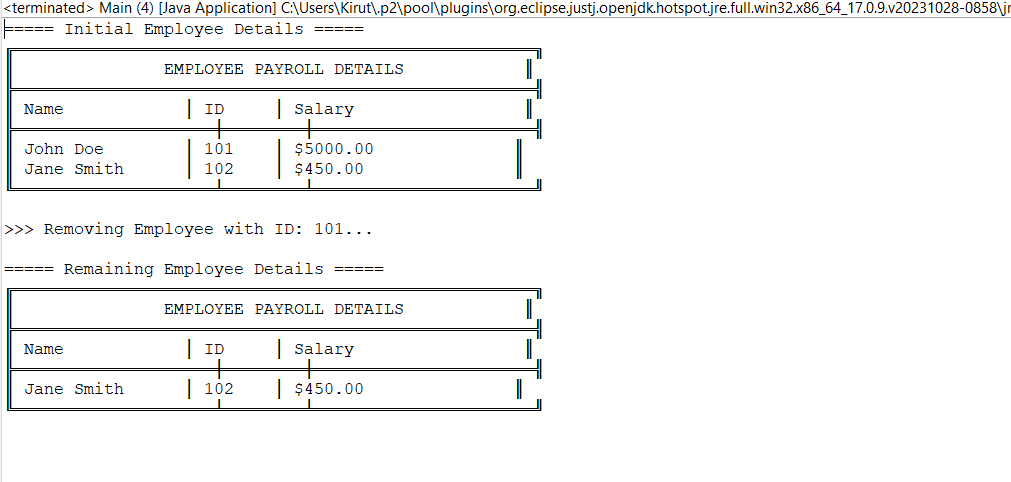 <terminated> Main (4) [Java Application] C:\Users\Kirut\.p2\pool\plugins\org.eclipse.justj.openjdk.hotspot.jre.full.win32.x86_64_17.0.9.v20231028-0858\jr
===== Initial Employee Details =====
EMPLOYEE PAYROLL DETAILS
Name | ID | Salary
John Doe | 101 | $5000.00
Jane Smith | 102 | $450.00
>>> Removing Employee with ID: 101...
===== Remaining Employee Details =====
EMPLOYEE PAYROLL DETAILS
Name | ID | Salary
Jane Smith | 102 | $450.00